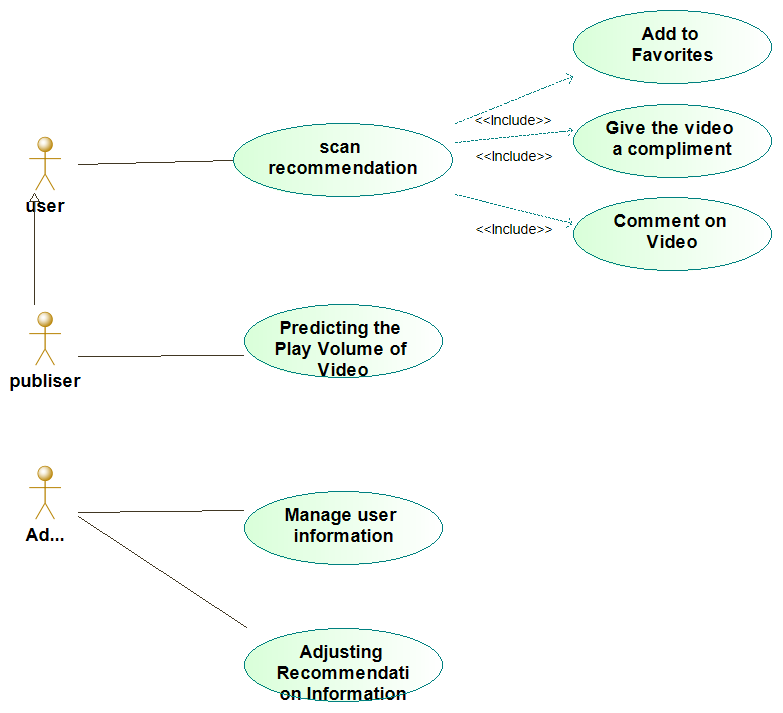 Add to
Favorites
<<Include>>
Give the video
a compliment
scan
recommendation
<<Include>>
user
Comment on
Video
<<Include>>
Predicting the
Play Volume of
Video
publiser
Ad...
Manage user
information
Adjusting
Recommendati
on Information